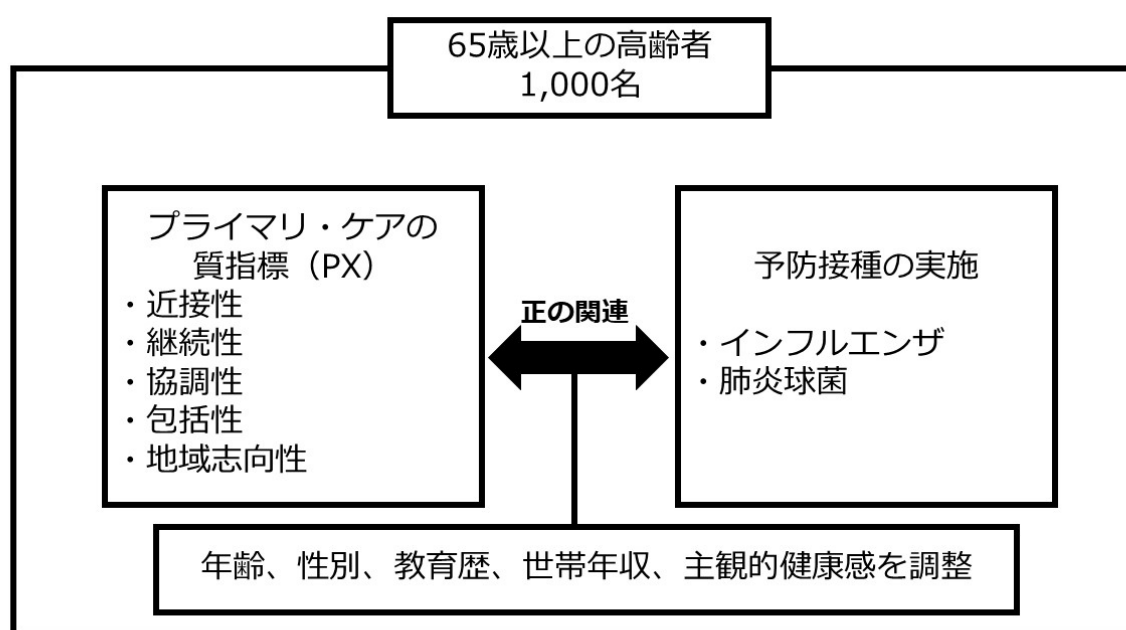 65歳以上の高齢者
1,000名
プライマリ・ケアの
質指標（PX）
・近接性
・継続性
・協調性
・包括性
・地域志向性
正の関連
予防接種の実施
・インフルエンザ
・肺炎球菌
年齢、性別、教育歴、世帯年収、主観的健康感を調整